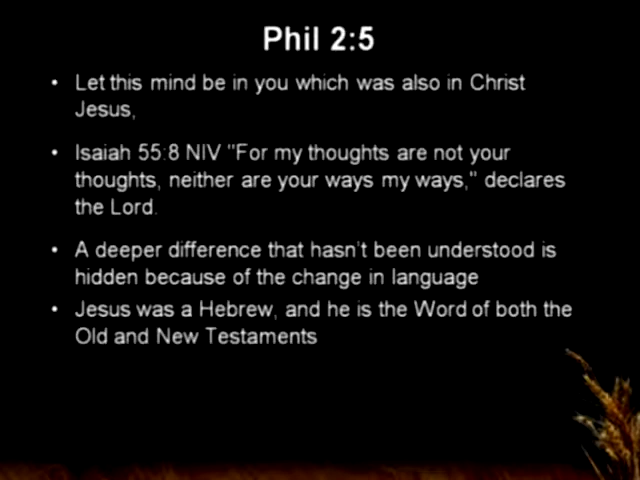 Phil 2:5
• Let this mind be in you which was also in Christ
Jesus,
• Isaiah 55:8 NIV "For my thoughts are not your
thoughts, neither are your ways my ways," declares
the Lord.
• A deeper difference that hasn't been understood is
hidden because of the change in language
• Jesus was a Hebrew, and he is the Word of both the
Old and New Testaments